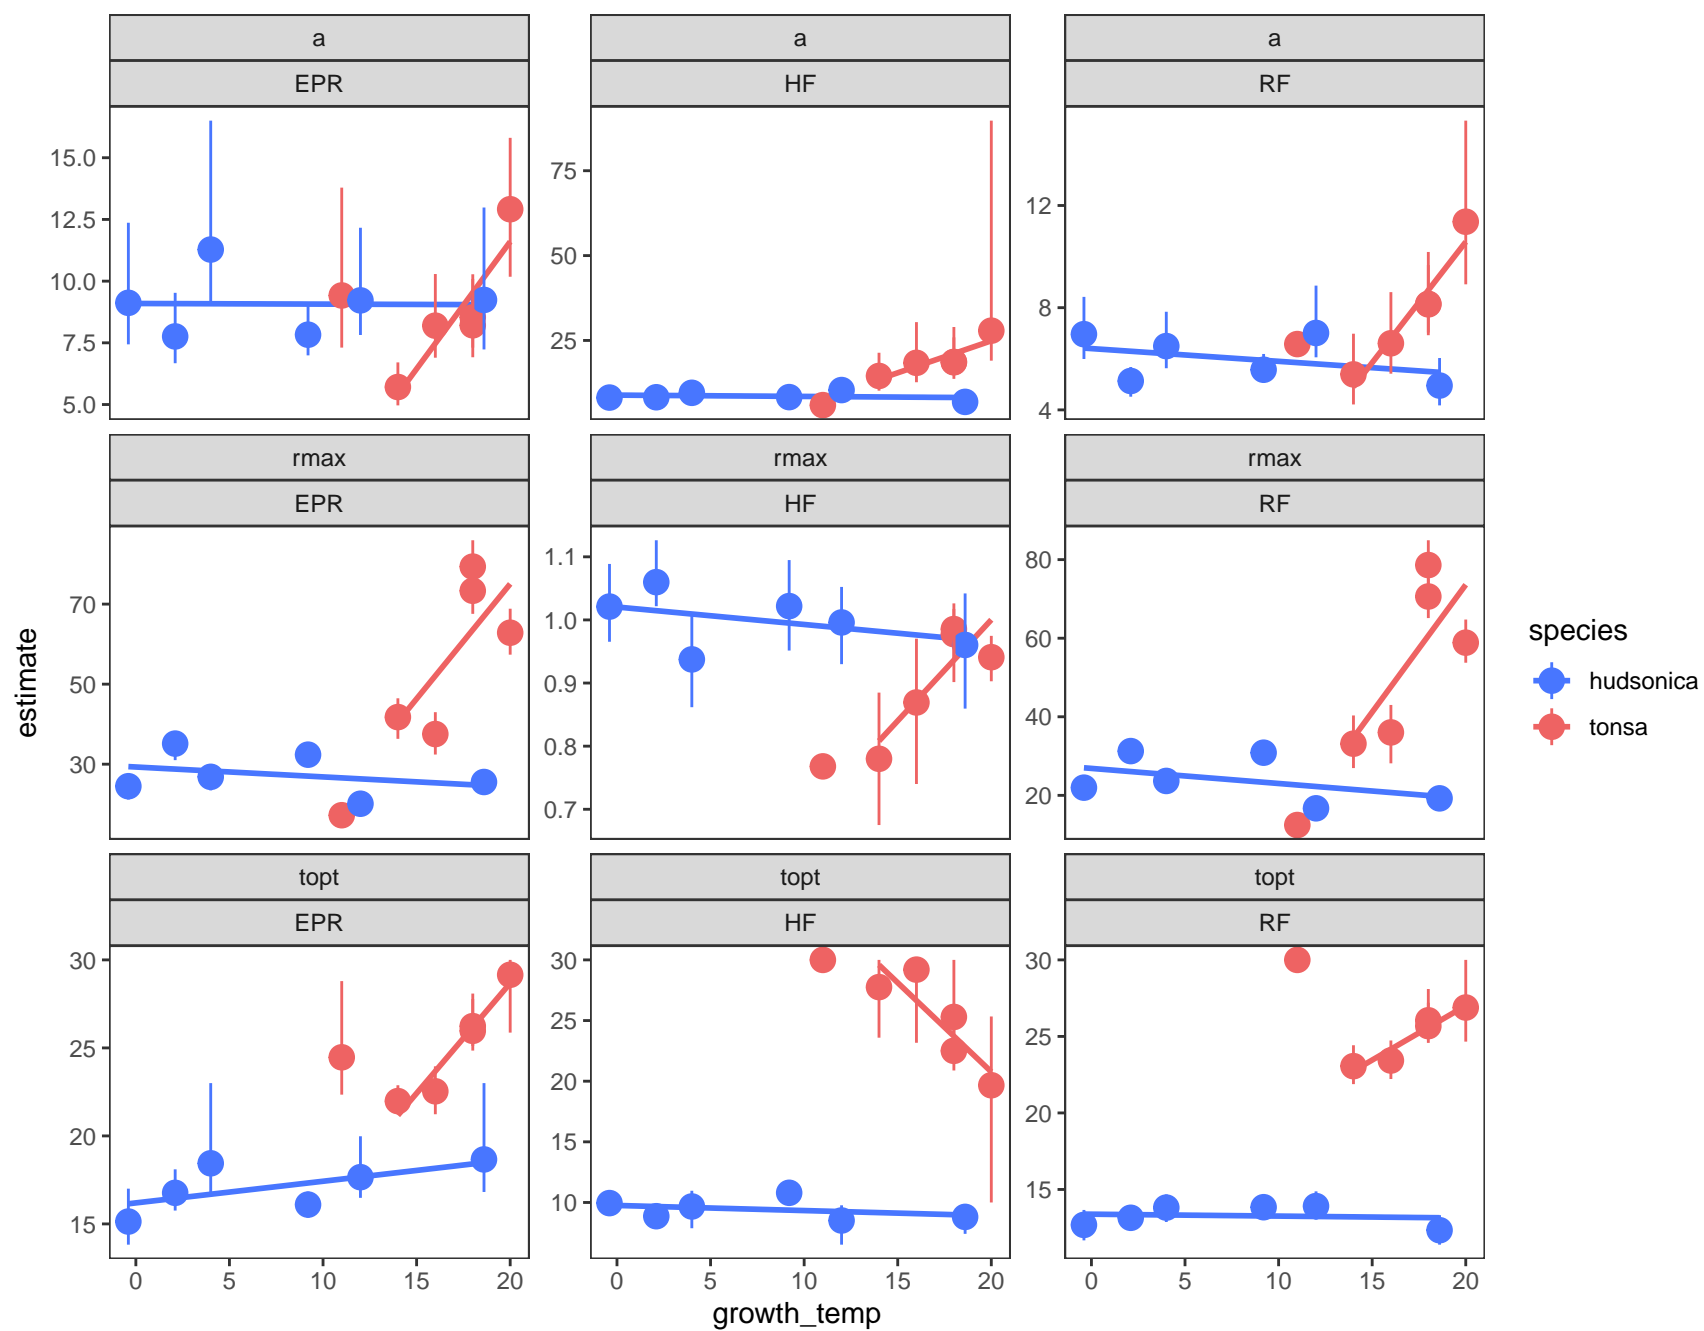 a a a
EPR HF RF
15.0 12.5 10.0 7.5 5.0
75 50 25
12 8 4
rmax rmax rmax
EPR HF RF
70 50 30
1.1 1.0 0.9 0.8 0.7
80 60 40 20
topt topt topt
EPR HF RF
30 25 20 15
30 25 20 15 10
30 25 20 15
0 5 10 15 20
0 5 10 15 20
0 5 10 15 20
growth_temp
estimate
species
hudsonica
tonsa